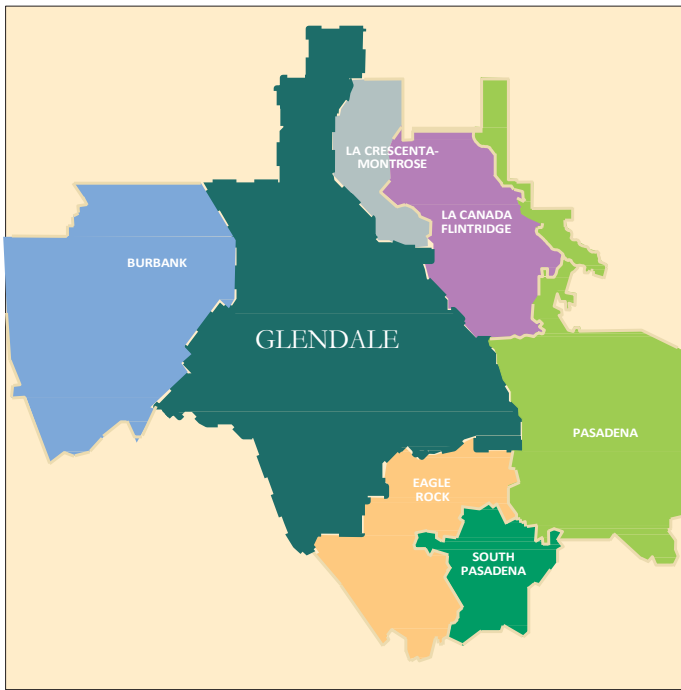 LA CRESCENTA-
MONTROSE
LA CANADA
FLINTRIDGE
BURBANK
GLENDALE
PASADENA
EAGLE
ROCK
SOUTH
PASADENA